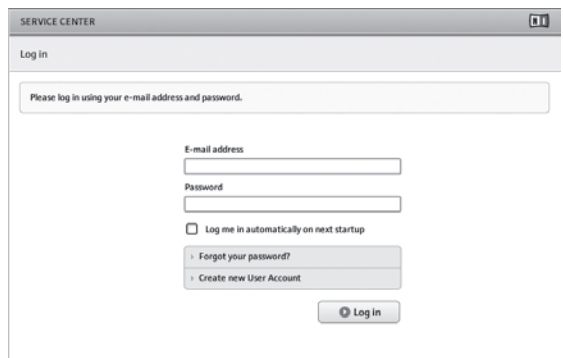 SERVICE CENTER
Log in
Please log in using your e-mail address and password.
E-mail address
Password
Log me in automatically on next startup
› Forgot your password?
› Create new User Account
Log in